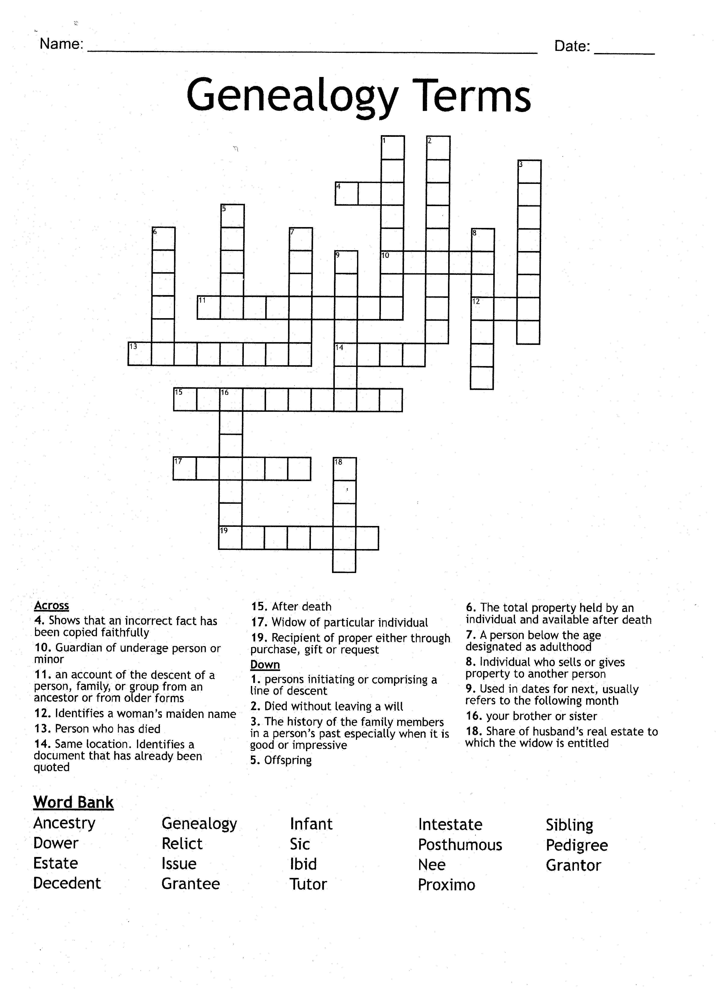 Name: Date:
Genealogy Terms
1 2
3
4
5
6 7 8
9 10
11 12
13 14
15 16
17 18
19
Across
4. Shows that an incorrect fact has
been copied faithfully
10. Guardian of underage person or
minor
11. an account of the descent of a
person, family, or group from an
ancestor or from older forms
12. Identifies a woman's maiden name
13. Person who has died
14. Same location. Identifies a
document that has already been
quoted
15. After death
17. Widow of particular individual
19. Recipient of proper either through
purchase, gift or request
Down
1. persons initiating or comprising a
line of descent
2. Died without leaving a will
3. The history of the family members
in a person's past especially when it is
good or impressive
5. Offspring
6. The total property held by an
individual and available after death
7. A person below the age
designated as adulthood
8. Individual who sells or gives
property to another person
9. Used in dates for next, usually
refers to the following month
16. your brother or sister
18. Share of husband's real estate to
which the widow is entitled
Word Bank
Ancestry Genealogy Infant Intestate Sibling
Dower Relict Sic Posthumous Pedigree
Estate Issue Ibid Nee Grantor
Decedent Grantee Tutor Proximo